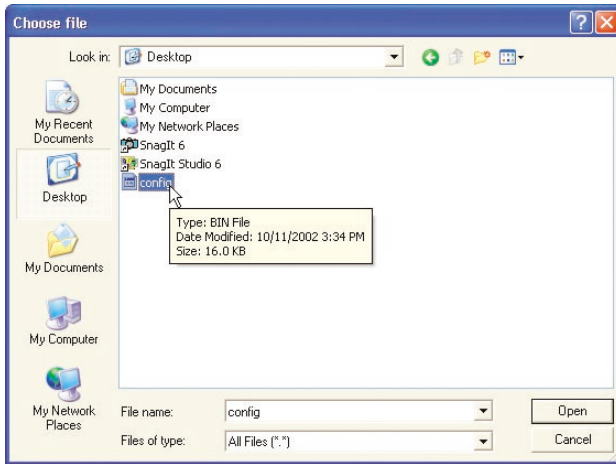 Choose file
Look in:
Desktop
My Recent
Documents
Desktop
My Documents
My Computer
My Network
Places
My Documents
My Computer
My Network Places
SnagIt 6
SnagIt Studio 6
config
Type: BIN File
Date Modified: 10/11/2002 3:34 PM
Size: 16.0 KB
File name:
config
Open
Files of type:
All Files (*.*)
Cancel